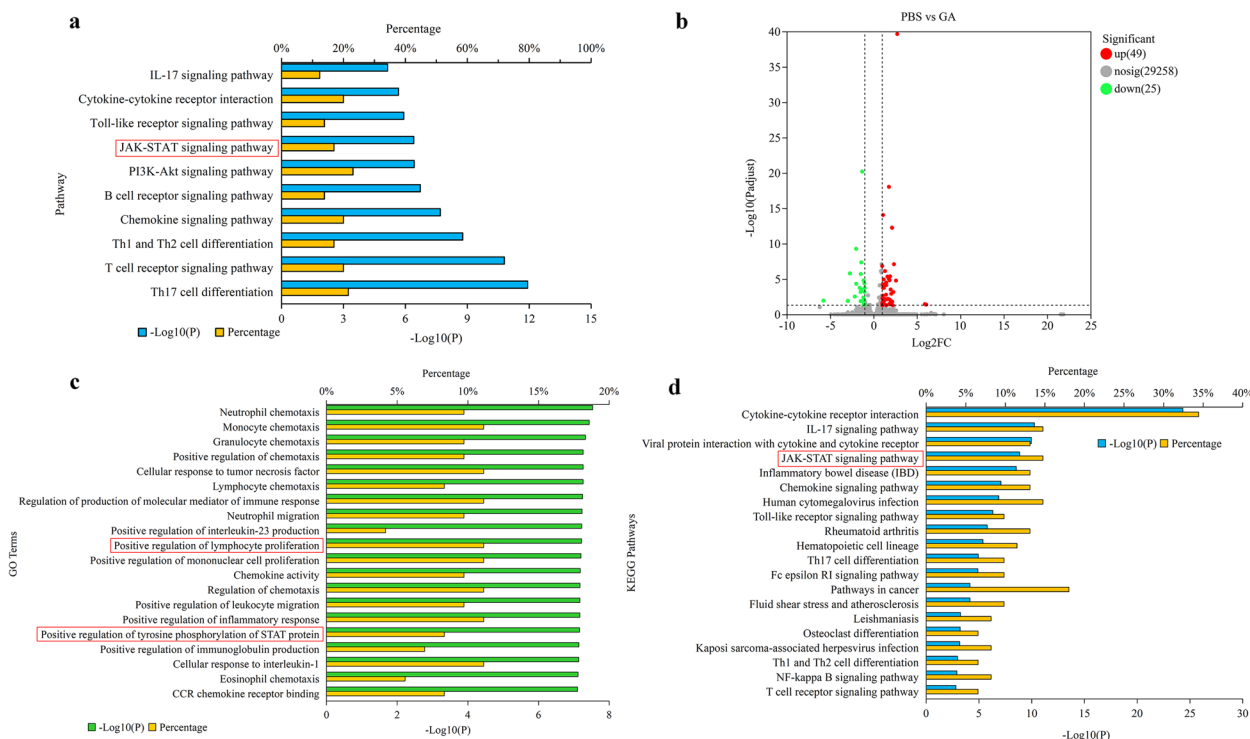 a
Percentage
0% 20% 40% 60% 80% 100%
IL-17 signaling pathway
Cytokine-cytokine receptor interaction
Toll-like receptor signaling pathway
JAK-STAT signaling pathway
PI3K-Akt signaling pathway
B cell receptor signaling pathway
Chemokine signaling pathway
Th1 and Th2 cell differentiation
T cell receptor signaling pathway
Th17 cell differentiation
Pathway
0 3 6 9 12 15
-Log10(P) Percentage
-Log10(P)
b
PBS vs GA
Significant
up(49)
nosig(29258)
down(25)
40
35
30
25
20
15
10
5
0
-Log10(Padjust)
-10 -5 0 5 10 15 20 25
Log2FC
c
Percentage
0% 5% 10% 15% 20%
Neutrophil chemotaxis
Monocyte chemotaxis
Granulocyte chemotaxis
Positive regulation of chemotaxis
Cellular response to tumor necrosis factor
Lymphocyte chemotaxis
Regulation of production of molecular mediator of immune response
Neutrophil migration
Positive regulation of interleukin-23 production
Positive regulation of lymphocyte proliferation
Positive regulation of mononuclear cell proliferation
Chemokine activity
Regulation of chemotaxis
Positive regulation of leukocyte migration
Positive regulation of inflammatory response
Positive regulation of tyrosine phosphorylation of STAT protein
Positive regulation of immunoglobulin production
Cellular response to interleukin-1
Eosinophil chemotaxis
CCR chemokine receptor binding
GO Terms
0 2 4 6 8
-Log10(P) Percentage
-Log10(P)
d
Percentage
0% 5% 10% 15% 20% 25% 30% 35% 40%
Cytokine-cytokine receptor interaction
IL-17 signaling pathway
Viral protein interaction with cytokine and cytokine receptor
JAK-STAT signaling pathway
Inflammatory bowel disease (IBD)
Chemokine signaling pathway
Human cytomegalovirus infection
Toll-like receptor signaling pathway
Rheumatoid arthritis
Hematopoietic cell lineage
Th17 cell differentiation
Fc epsilon RI signaling pathway
Pathways in cancer
Fluid shear stress and atherosclerosis
Leishmaniasis
Osteoclast differentiation
Kaposi sarcoma-associated herpesvirus infection
Th1 and Th2 cell differentiation
NF-kappa B signaling pathway
T cell receptor signaling pathway
KEGG Pathways
-Log10(P) Percentage
0 5 10 15 20 25 30
-Log10(P)